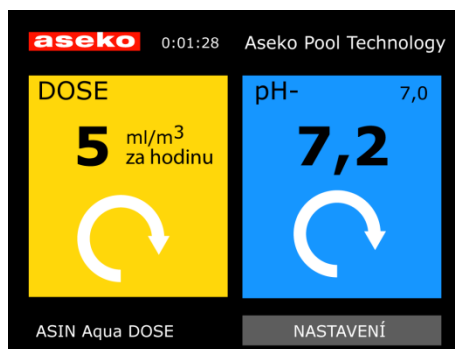 aseko 0:01:28 Aseko Pool Technology
DOSE
5 ml/m³
za hodinu
pH- 7,0
7,2
ASIN Aqua DOSE
NASTAVENÍ